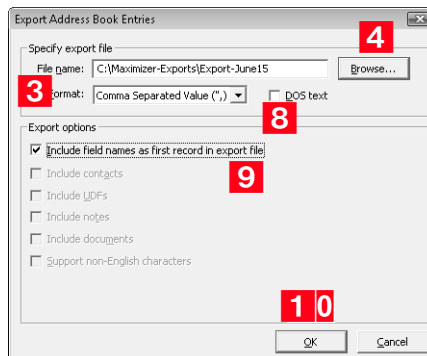 Export Address Book Entries
Specify export file
4
File name: C:\Maximizer-Exports\Export-June15 Browse...
3 Format: Comma Separated Value (",) DOS text
8
Export options
Include field names as first record in export file
9
Include contacts
Include UDFs
Include notes
Include documents
Support non-English characters
1 0
OK Cancel